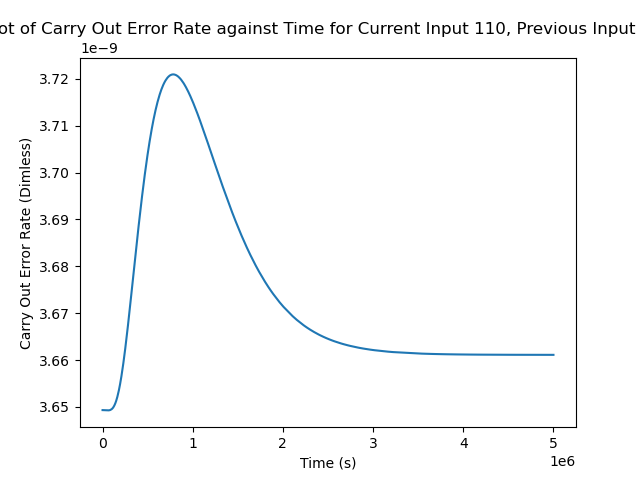 ot of Carry Out Error Rate against Time for Current Input 110, Previous Input
1e−9
3.72
3.71
3.70
3.69
3.68
3.67
3.66
3.65
Carry Out Error Rate (Dimless)
0 1 2 3 4 5
1e6
Time (s)